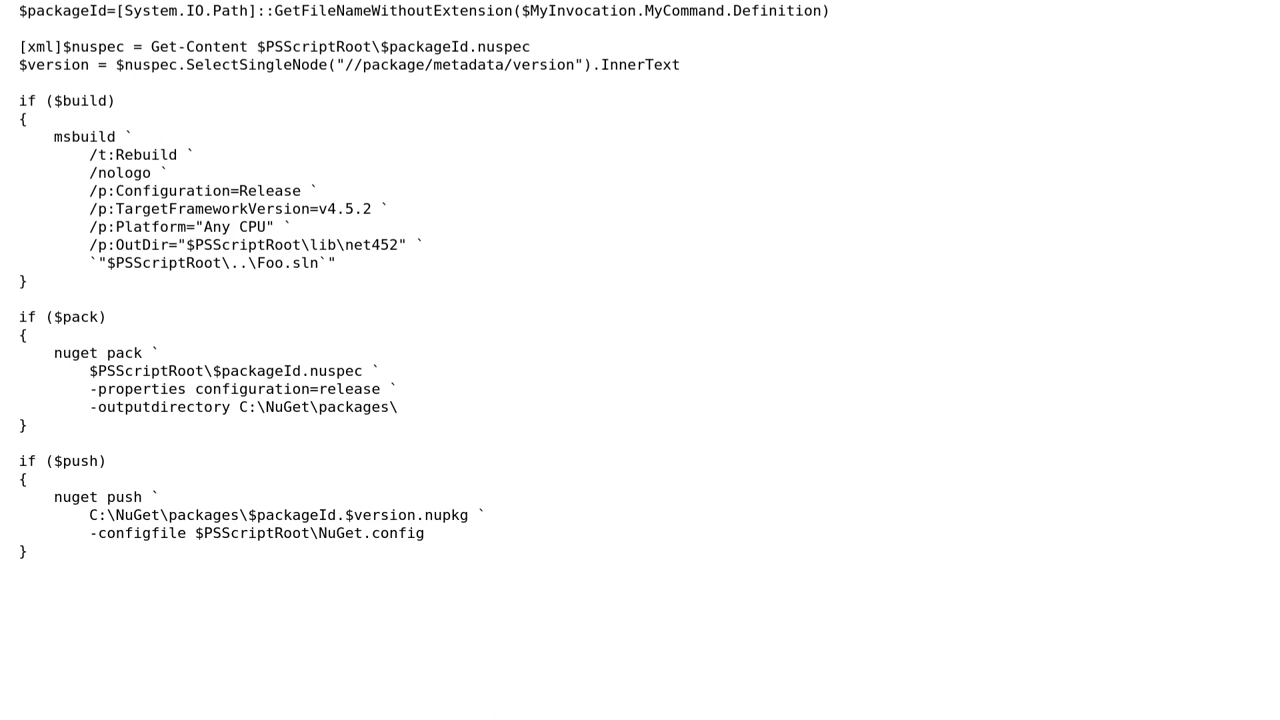 $packageId=[System.IO.Path]::GetFileNameWithoutExtension($MyInvocation.MyCommand.Definition)

[xml]$nuspec = Get-Content $PSScriptRoot\$packageId.nuspec
$version = $nuspec.SelectSingleNode("//package/metadata/version").InnerText

if ($build)
{
    msbuild `
        /t:Rebuild `
        /nologo `
        /p:Configuration=Release `
        /p:TargetFrameworkVersion=v4.5.2 `
        /p:Platform="Any CPU" `
        /p:OutDir="$PSScriptRoot\lib\net452" `
        `"$PSScriptRoot\..\Foo.sln`"
}

if ($pack)
{
    nuget pack `
        $PSScriptRoot\$packageId.nuspec `
        -properties configuration=release `
        -outputdirectory C:\NuGet\packages\
}

if ($push)
{
    nuget push `
        C:\NuGet\packages\$packageId.$version.nupkg `
        -configfile $PSScriptRoot\NuGet.config
}